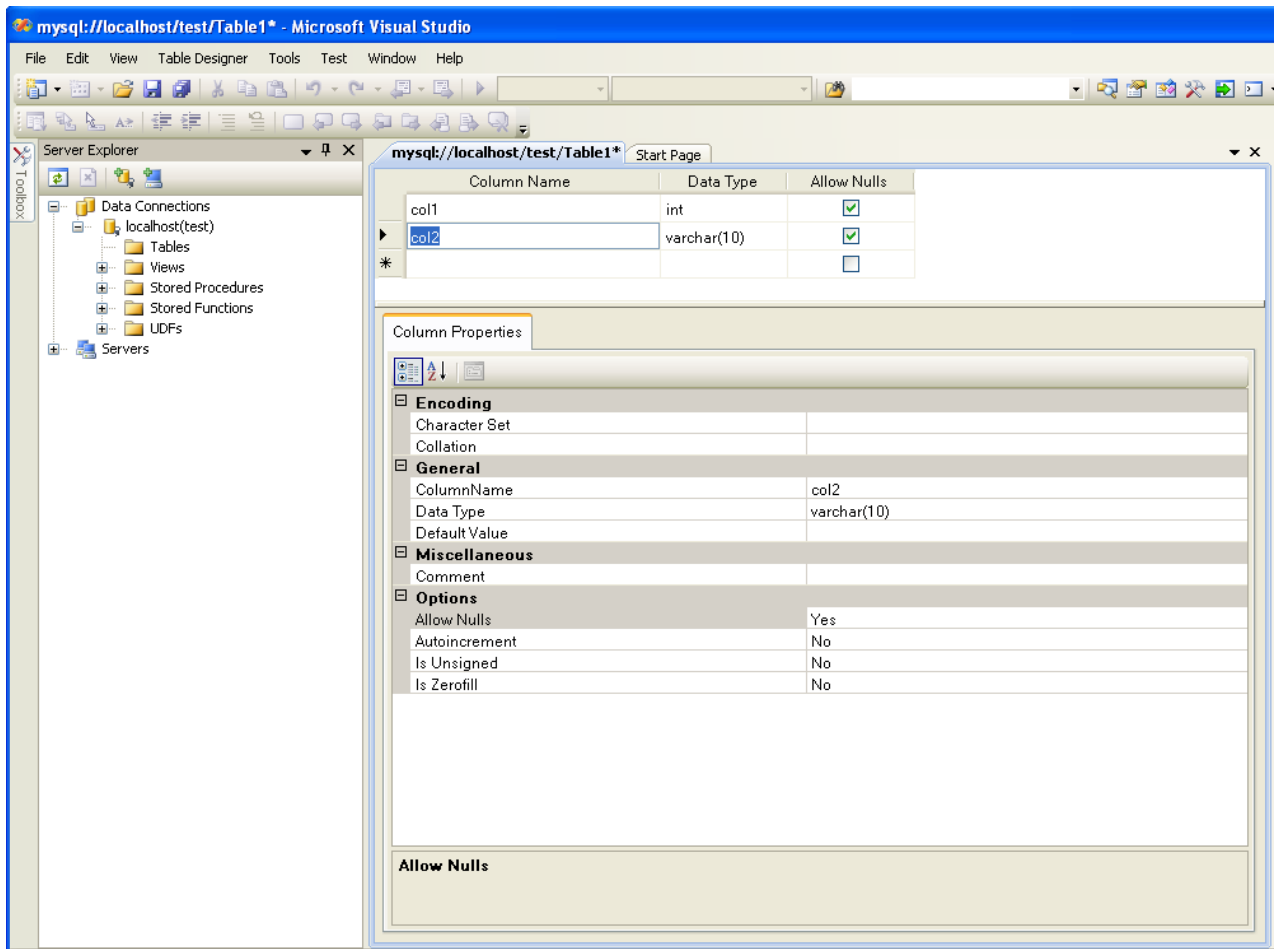 mysql://localhost/test/Table1* - Microsoft Visual Studio
File Edit View Table Designer Tools Test Window Help
Toolbox
Server Explorer
Data Connections
localhost(test)
Tables
Views
Stored Procedures
Stored Functions
UDFs
Servers
mysql://localhost/test/Table1* Start Page
Column Name Data Type Allow Nulls
col1 int
col2 varchar(10)
Column Properties
Encoding
Character Set
Collation
General
ColumnName col2
Data Type varchar(10)
Default Value
Miscellaneous
Comment
Options
Allow Nulls Yes
Autoincrement No
Is Unsigned No
Is Zerofill No
Allow Nulls